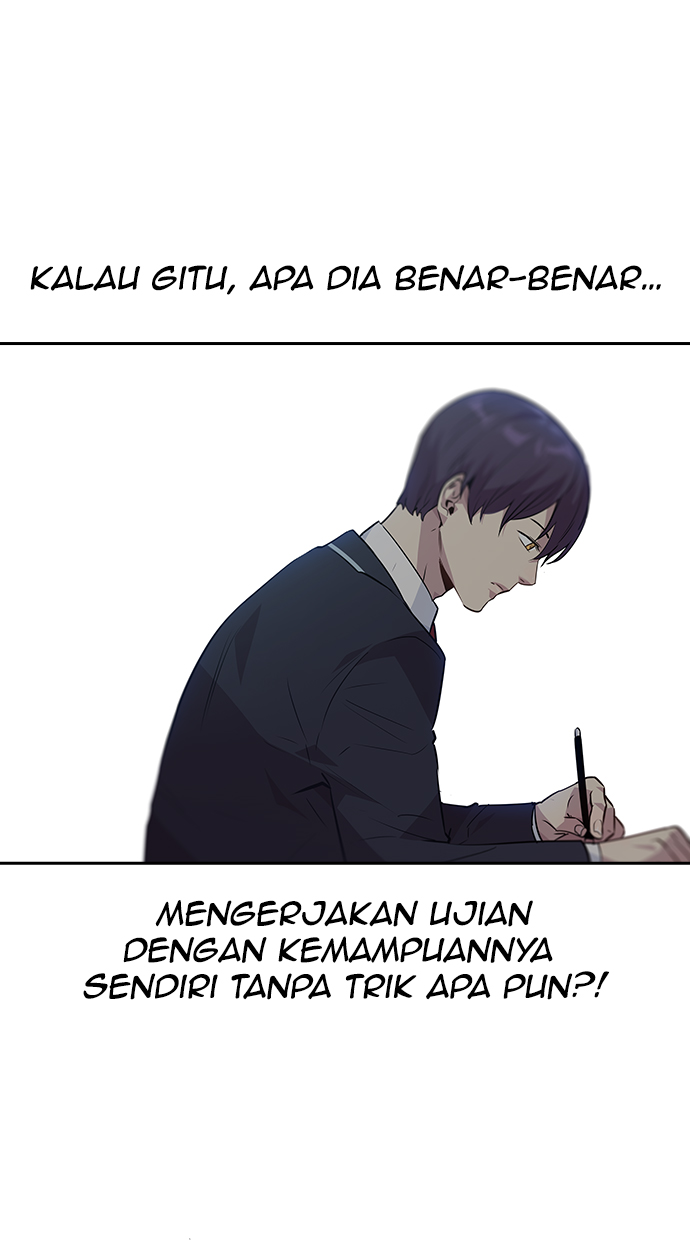 KALAU GITU, APA DIA BENAR-BENAR...
MENGERJAKAN UJIAN
DENGAN KEMAMPUANNYA
SENDIRI TANPA TRIK APA PUN?!